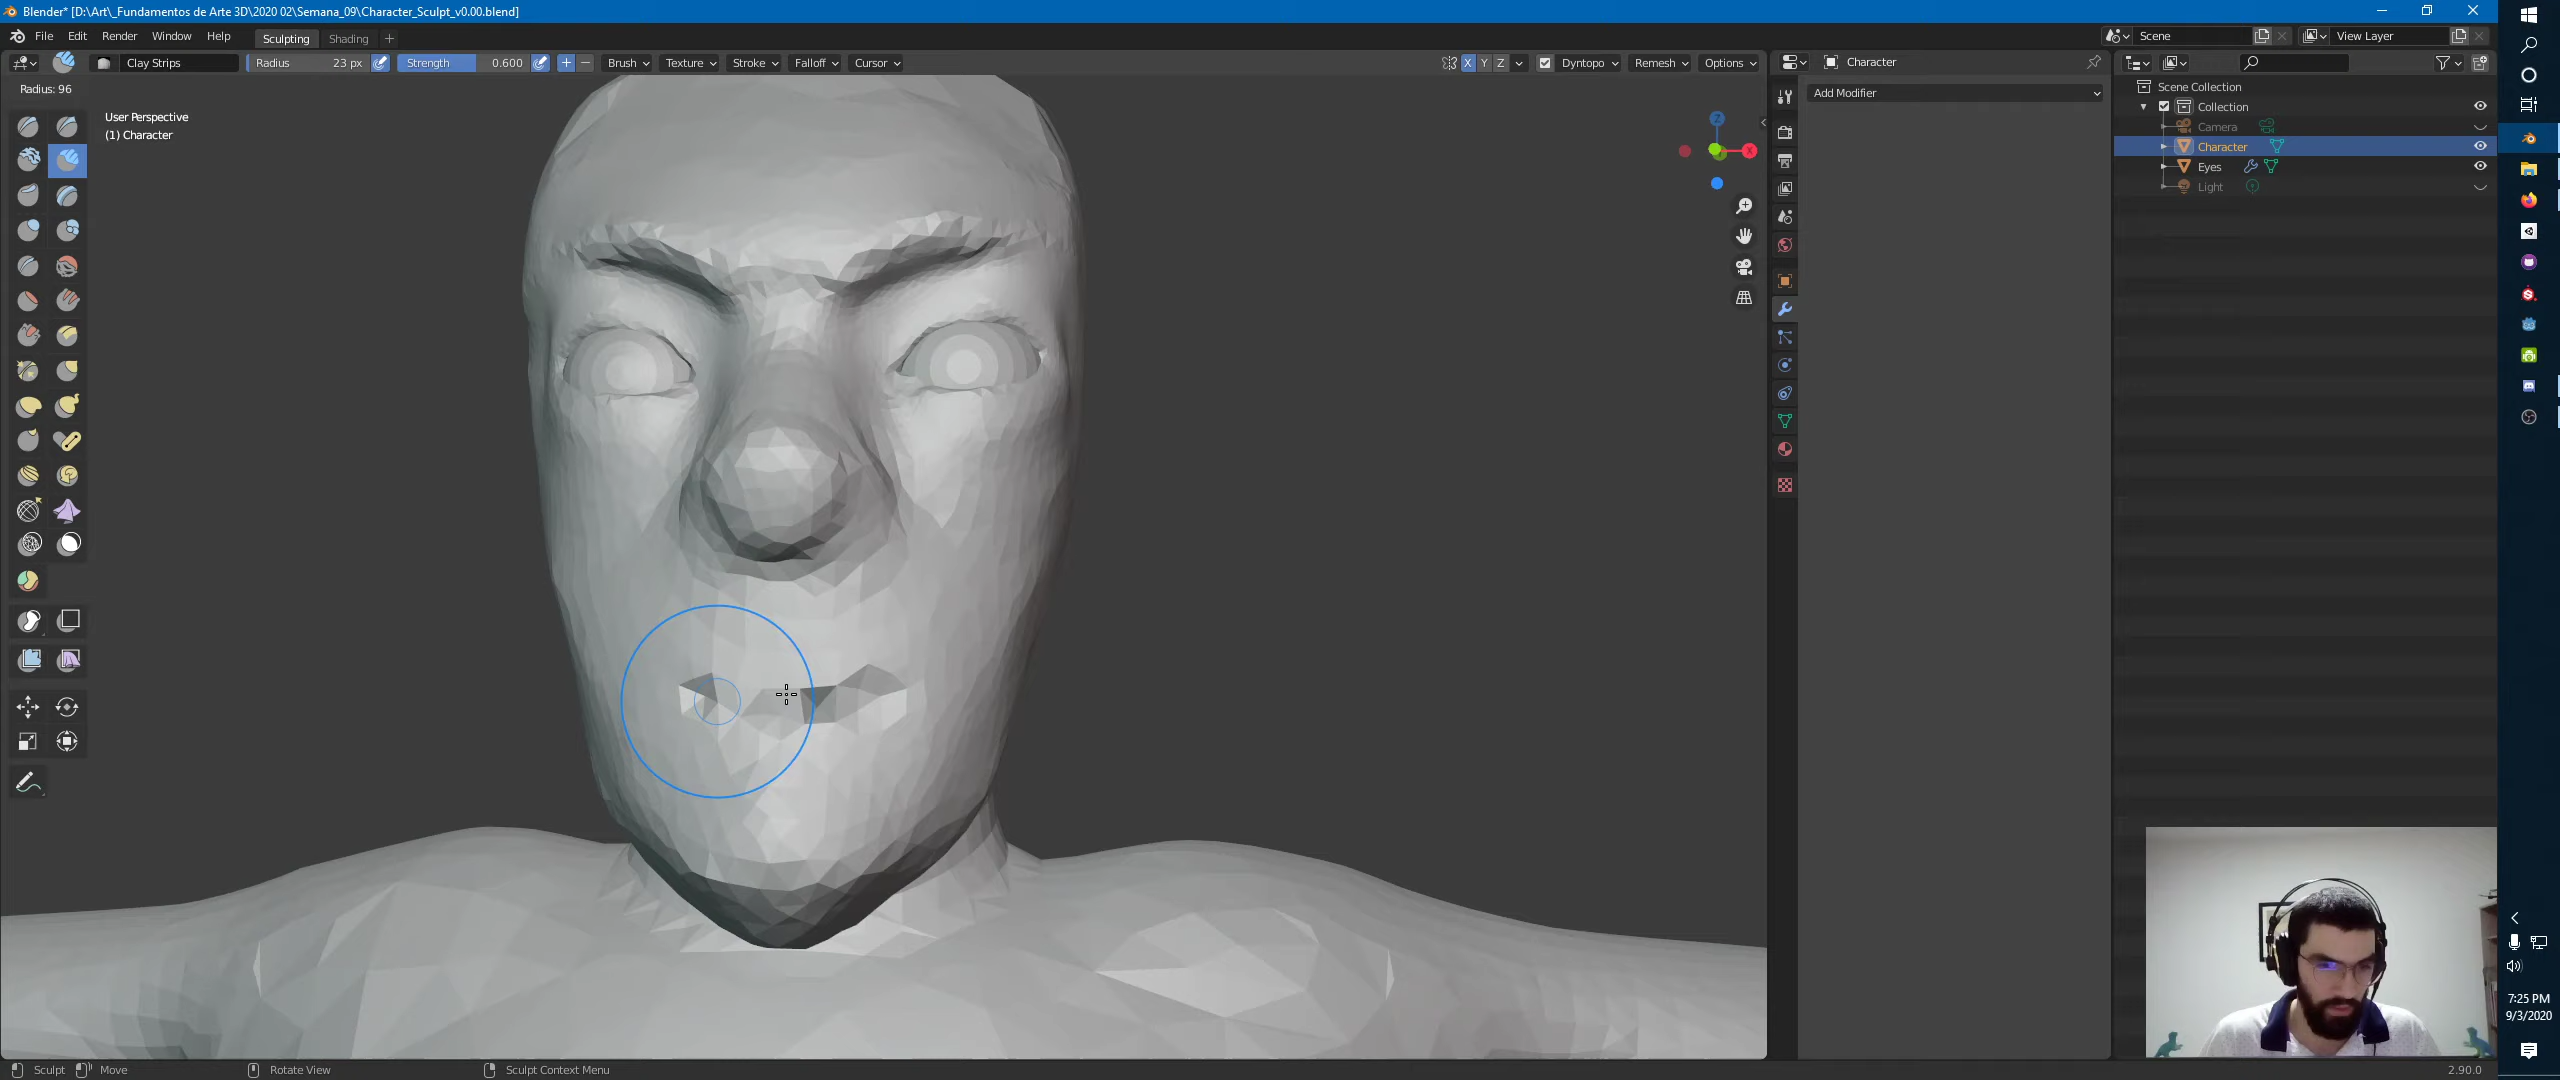 Blender* [D:\Art\_Fundamentos de Arte 3D\2020 02\Semana_09\Character_Sculpt_v0.00.blend]
File Edit Render Window Help Sculpting Shading + Scene View Layer
Clay Strips Radius 23 px Strength 0.600 Brush Texture Stroke Falloff Cursor X Y Z Dyntopo Remesh Options Character
Radius: 96
Scene Collection
Add Modifier
Collection
User Perspective
(1) Character
Z
X
Camera
Character
Eyes
Light
7:25 PM
9/3/2020
Sculpt Move Rotate View Sculpt Context Menu 2.90.0